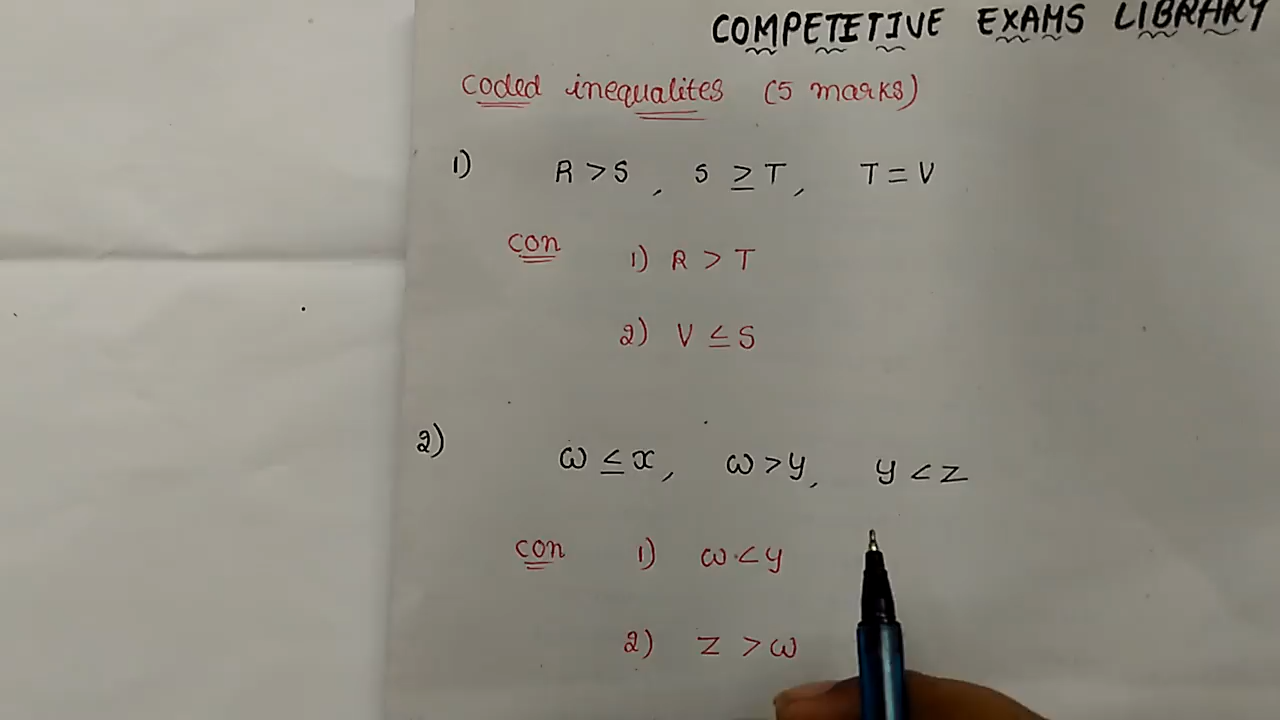 COMPETETIVE EXAMS LIBRARY
Coded inequalites (5 marks)
1) R > S , S ≥ T, T = V
con 1) R > T
2) V ≤ S
2) ω ≤ x, ω > y, y < z
con 1) ω < y
2) z > ω